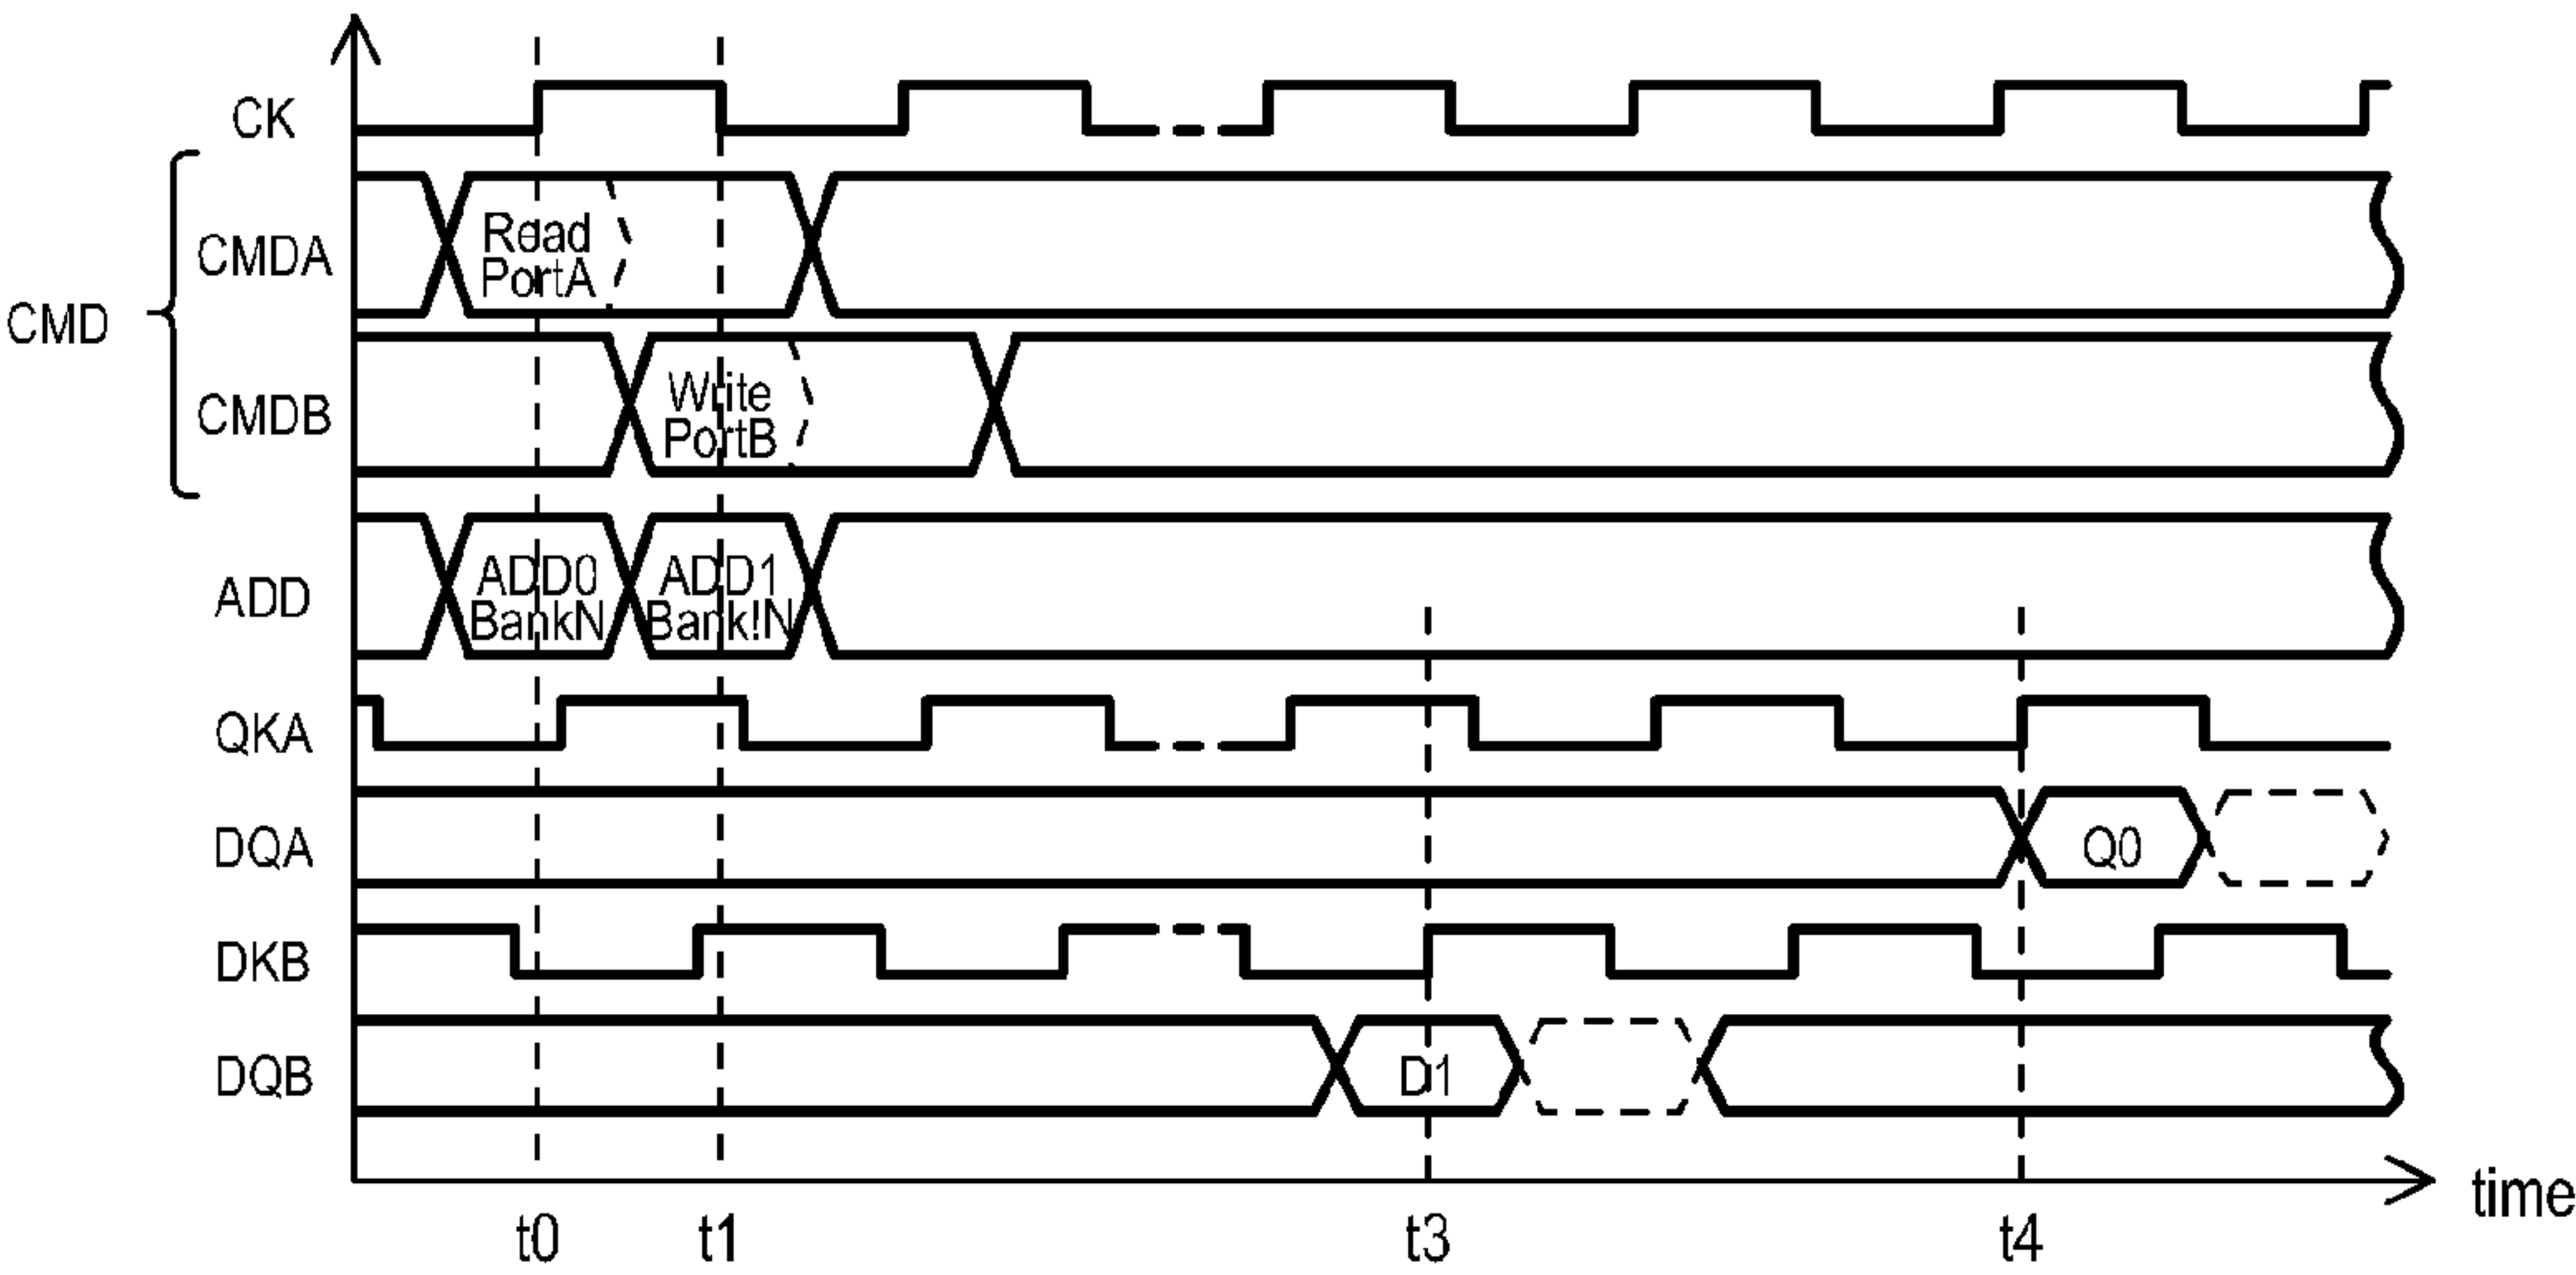 CK
CMD
CMDA
Read
PortA
CMDB
Write
PortB
ADD
ADD0
BankN
ADD1
Bank!N
QKA
DQA
Q0
DKB
DQB
D1
time
t0
t1
t3
t4